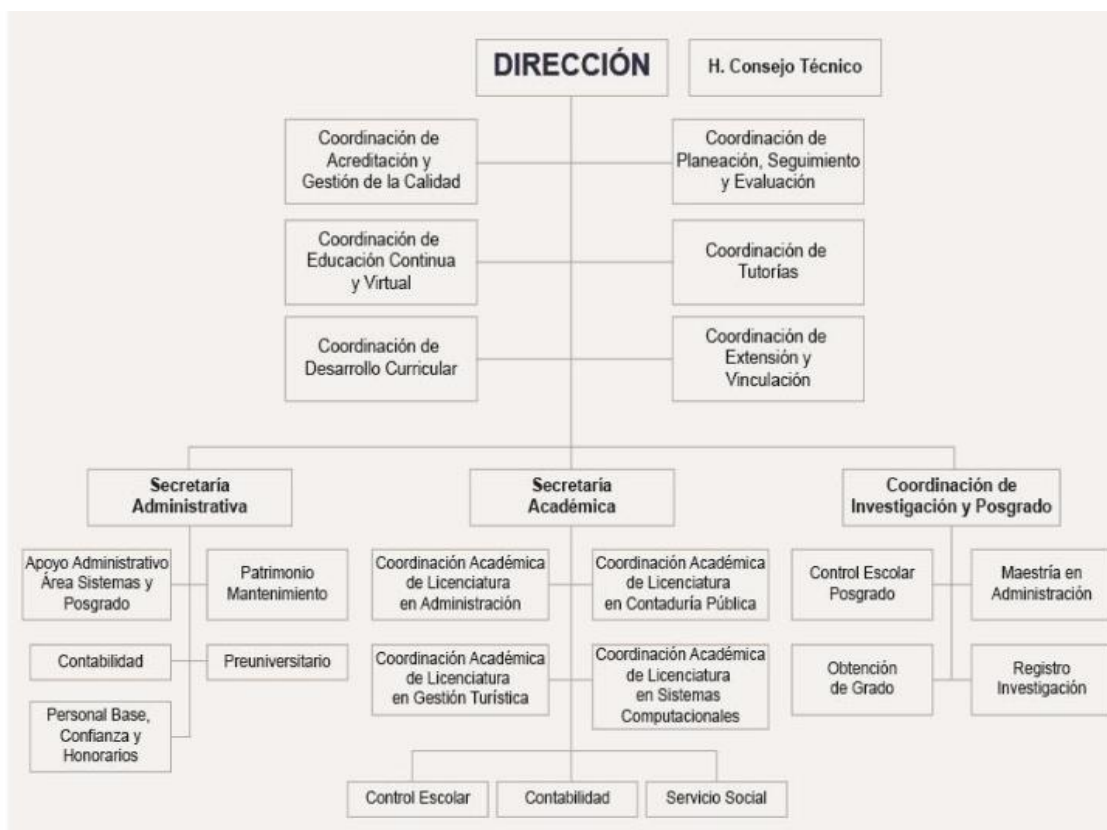 DIRECCIÓN
H. Consejo Técnico
Coordinación de
Acreditación y
Gestión de la Calidad
Coordinación de
Planeación, Seguimiento
y Evaluación
Coordinación de
Educación Continua
y Virtual
Coordinación de
Tutorías
Coordinación de
Desarrollo Curricular
Coordinación de
Extensión y
Vinculación
Secretaría
Administrativa
Secretaría
Académica
Coordinación de
Investigación y Posgrado
Apoyo Administrativo
Área Sistemas y
Posgrado
Patrimonio
Mantenimiento
Contabilidad
Preuniversitario
Personal Base,
Confianza y
Honorarios
Coordinación Académica
de Licenciatura
en Administración
Coordinación Académica
de Licenciatura
en Contaduría Pública
Coordinación Académica
de Licenciatura
en Gestión Turística
Coordinación Académica
de Licenciatura
en Sistemas
Computacionales
Control Escolar
Contabilidad
Servicio Social
Control Escolar
Posgrado
Maestría en
Administración
Obtención
de Grado
Registro
Investigación